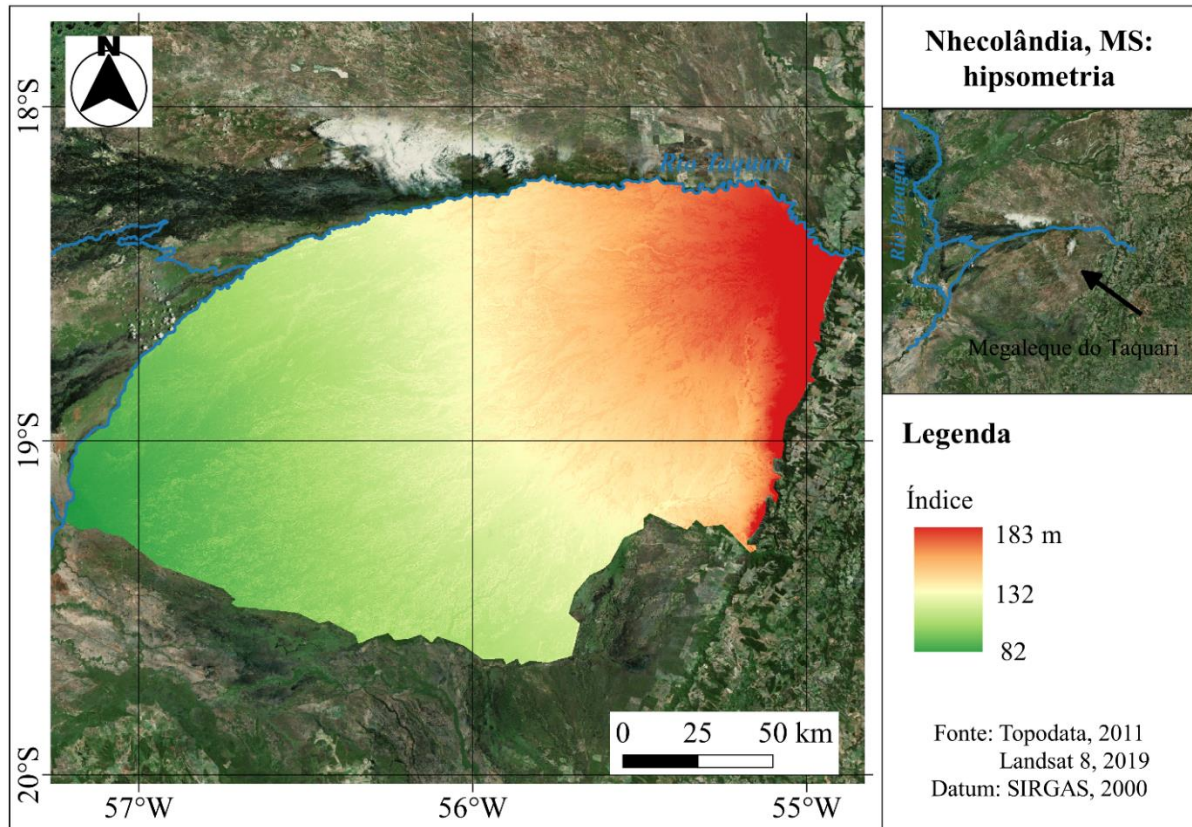 N
18°S
19°S
20°S
57°W
56°W
55°W
Rio Taquari
0 25 50 km
Nhecolândia, MS:
hipsometria
Rio Paraguai
Megaleque do Taquari
Legenda
Índice
183 m
132
82
Fonte: Topodata, 2011
Landsat 8, 2019
Datum: SIRGAS, 2000